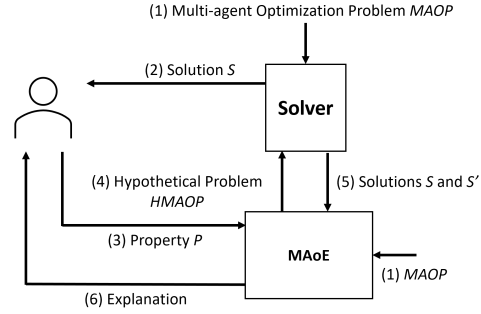 (1) Multi-agent Optimization Problem MAOP
(2) Solution S
Solver
(4) Hypothetical Problem
HMAOP
(5) Solutions S and S'
(3) Property P
MAoE
(1) MAOP
(6) Explanation